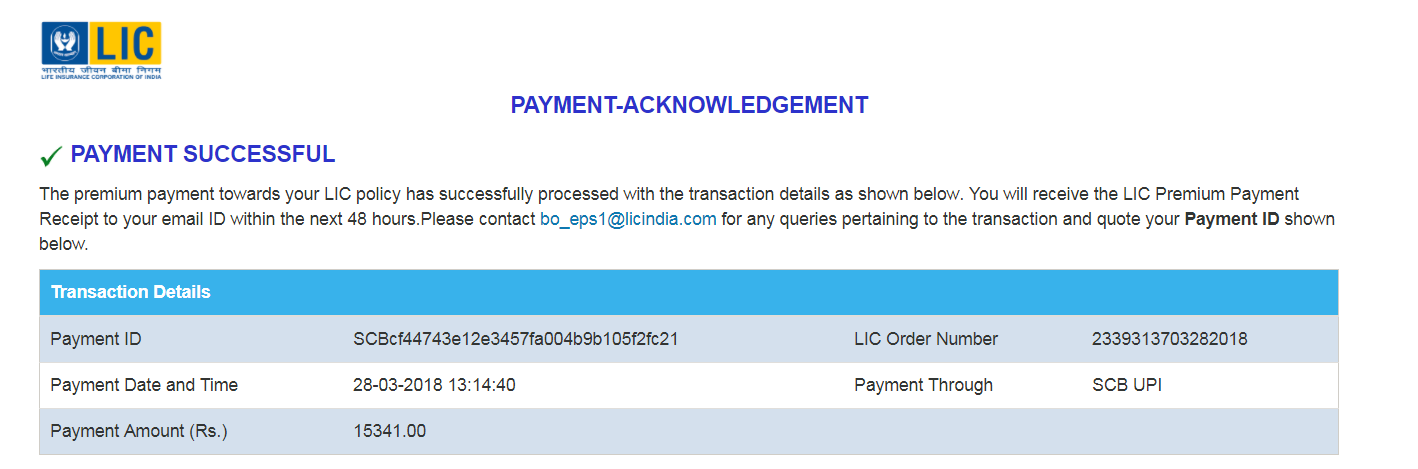 LIC
भारतीय जीवन बीमा निगम
LIFE INSURANCE CORPORATION OF INDIA
PAYMENT-ACKNOWLEDGEMENT
PAYMENT SUCCESSFUL
The premium payment towards your LIC policy has successfully processed with the transaction details as shown below. You will receive the LIC Premium Payment
Receipt to your email ID within the next 48 hours.Please contact bo_eps1@licindia.com for any queries pertaining to the transaction and quote your Payment ID shown
below.
Transaction Details
Payment ID SCBcf44743e12e3457fa004b9b105f2fc21 LIC Order Number 2339313703282018
Payment Date and Time 28-03-2018 13:14:40 Payment Through SCB UPI
Payment Amount (Rs.) 15341.00